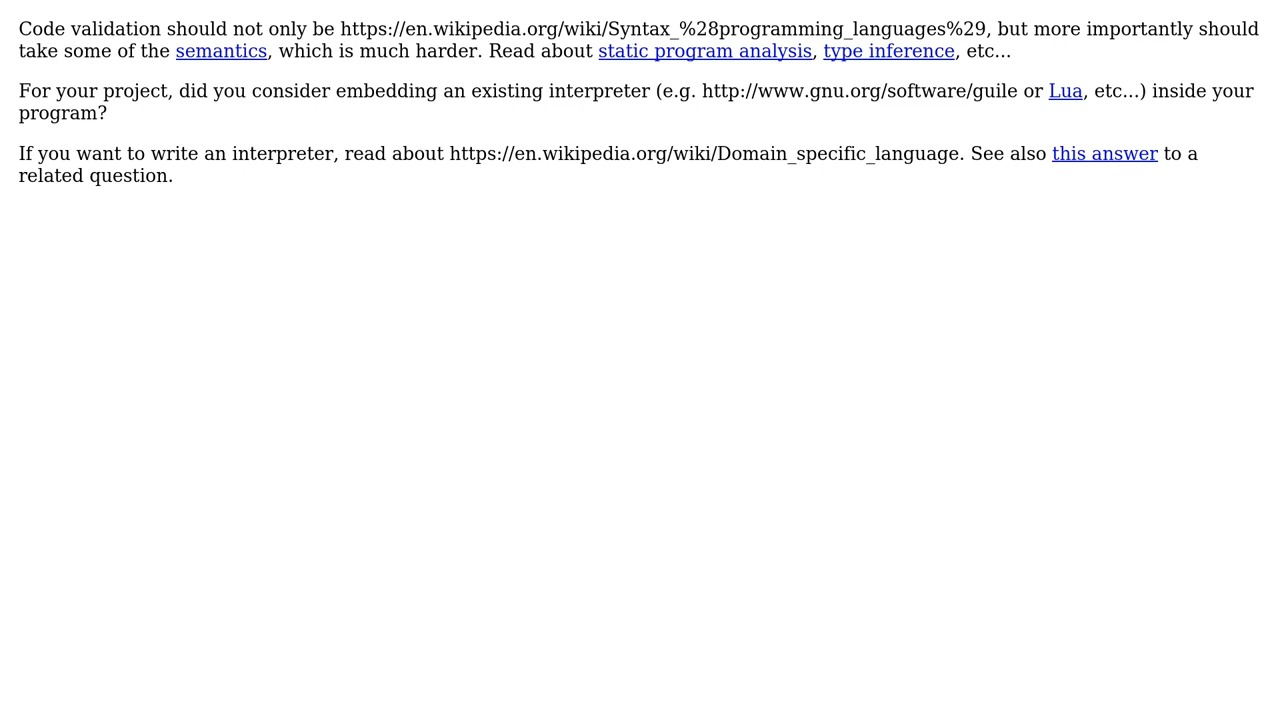 Code validation should not only be https://en.wikipedia.org/wiki/Syntax_%28programming_languages%29, but more importantly should
take some of the semantics, which is much harder. Read about static program analysis, type inference, etc...
For your project, did you consider embedding an existing interpreter (e.g. http://www.gnu.org/software/guile or Lua, etc...) inside your
program?
If you want to write an interpreter, read about https://en.wikipedia.org/wiki/Domain_specific_language. See also this answer to a
related question.